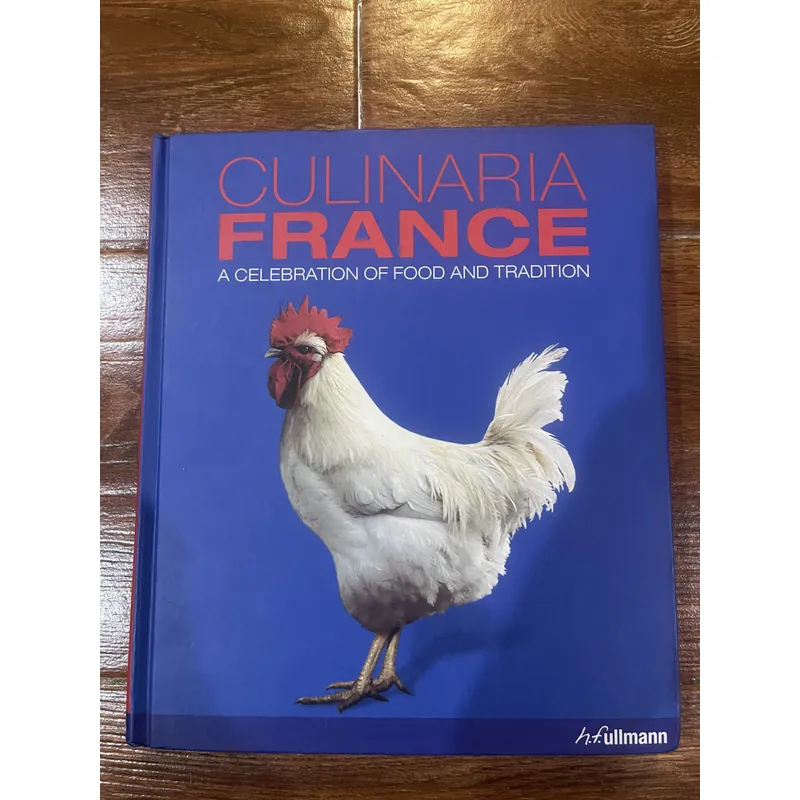 CULINARIA
FRANCE
A CELEBRATION OF FOOD AND TRADITION
h.f.ullmann